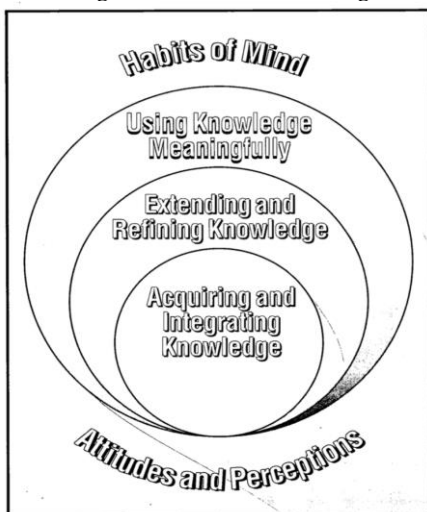 Habits of Mind
Using Knowledge
Meaningfully
Extending and
Refining Knowledge
Acquiring and
Integrating
Knowledge
Attitudes and Perceptions